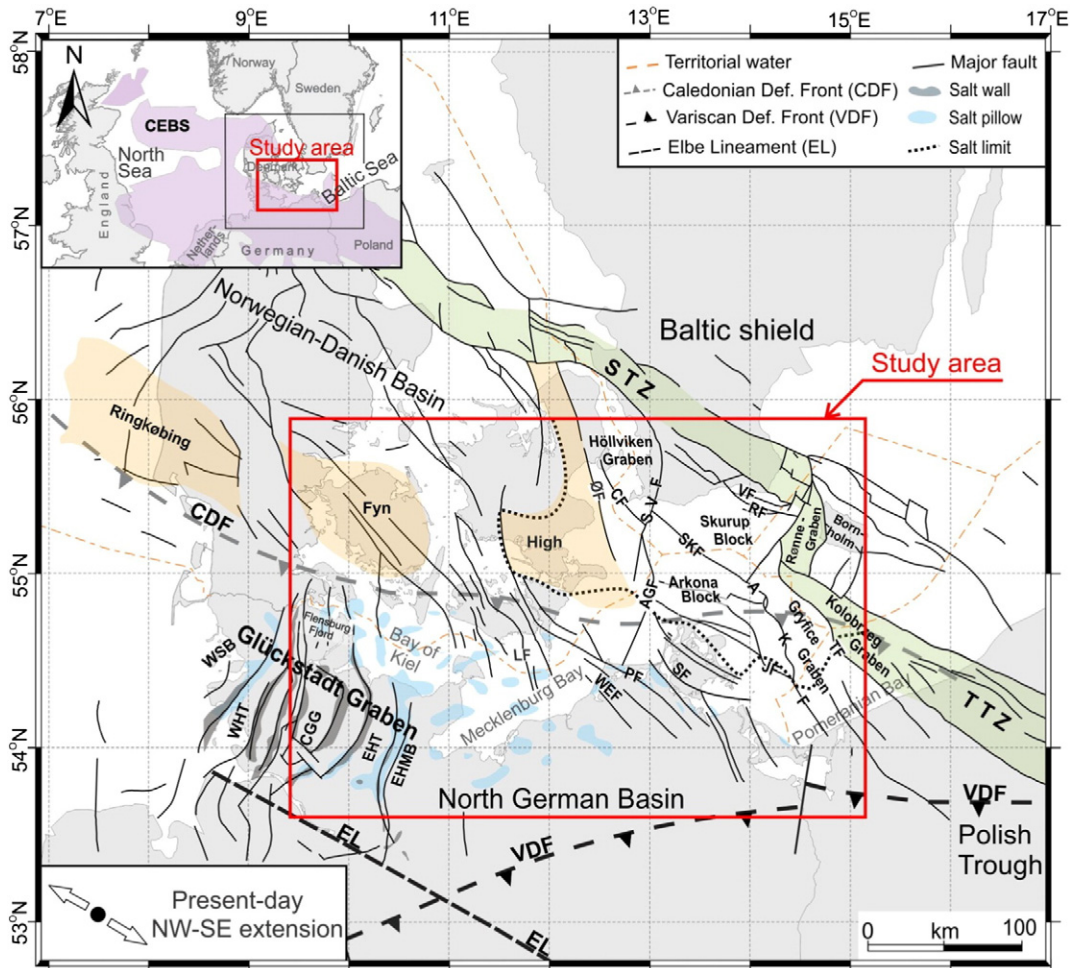 7°E 9°E 11°E 13°E 15°E 17°E
58°N
57°N
56°N
55°N
54°N
53°N
N
Norway
Sweden
CEBS
North
Sea
Study area
Denmark
Baltic Sea
England
Nether-
lands
Germany
Poland
Territorial water
Caledonian Def. Front (CDF)
Variscan Def. Front (VDF)
Elbe Lineament (EL)
Major fault
Salt wall
Salt pillow
Salt limit
Norwegian-Danish Basin
Baltic shield
STZ
Study area
Ringkøbing
Fyn
High
Höllviken
Graben
ØF
CF
SVF
VF
RF
Skurup
Block
SKF
Rønne-
Graben
Born-
holm
CDF
AGF
Arkona
Block
A
K
F
Gryfice
Graben
Kolobrzeg
Graben
TF
JF
SF
PF
WEF
LF
Flensburg
Fjord
Bay of
Kiel
Glückstadt Graben
WSB
WHT
CGG
EHT
EHMB
Mecklenburg Bay
Pomeranian Bay
TTZ
North German Basin
VDF
VDF
Polish
Trough
EL
EL
Present-day
NW-SE extension
0 km 100